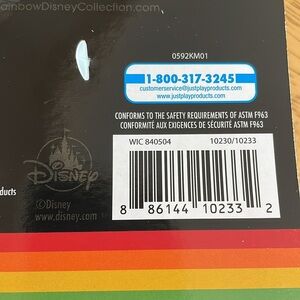 ainbowDisneyCollection.com
0592KM01
1-800-317-3245
customerservice@justplayproducts.com
www.justplayproducts.com
CONFORMS TO THE SAFETY REQUIREMENTS OF ASTM F963
CONFORMITÉ AUX EXIGENCES DE SÉCURITÉ ASTM F963
WIC 840504 10230/10233
Disney
ducts
©Disney
www.disney.com
8 86144 10233 2